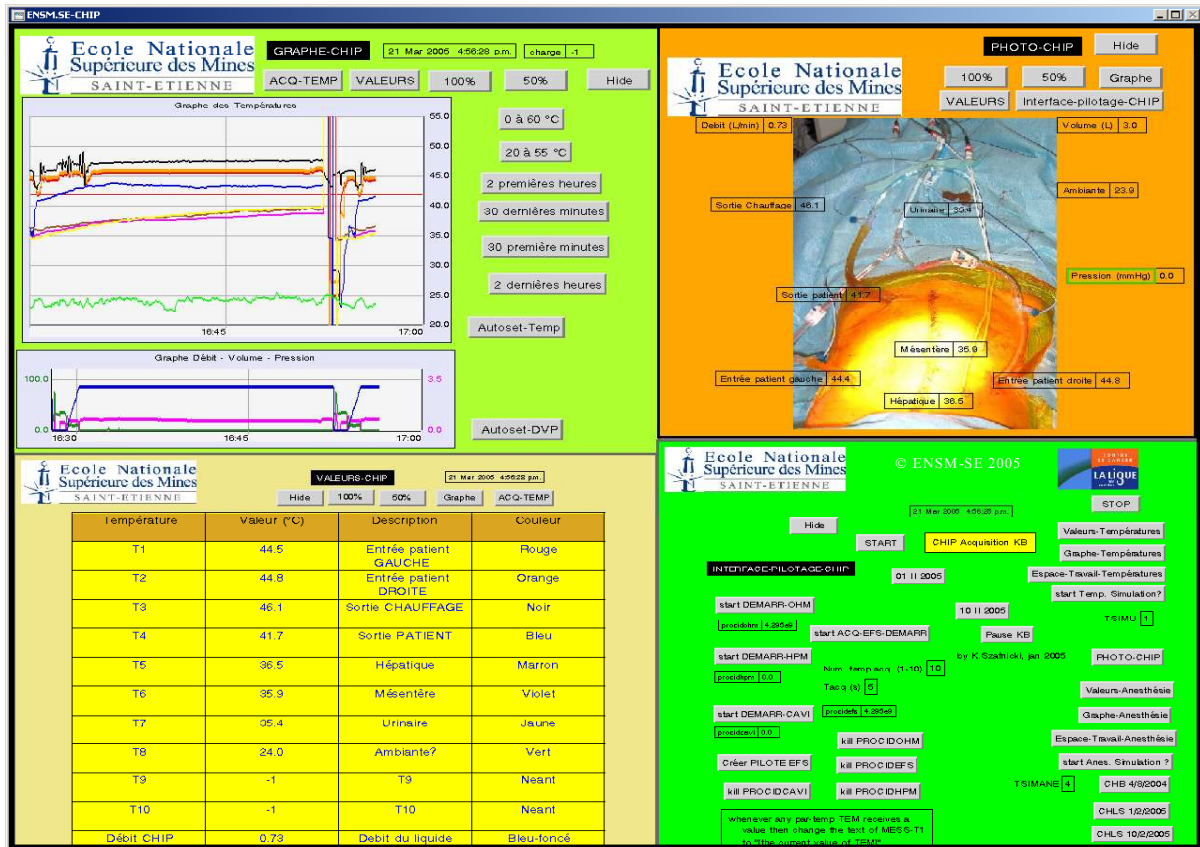 ENSM.SE-CHIP
Ecole Nationale
Supérieure des Mines
SAINT-ETIENNE
GRAPHE-CHIP
21 Mar 2005 4:56:28 p.m.
charge -1
ACQ-TEMP
VALEURS
100%
50%
Hide
Graphe des Températures
55.0
50.0
45.0
40.0
35.0
30.0
25.0
20.0
16:45
17:00
0 à 60 °C
20 à 55 °C
2 premières heures
30 dernières minutes
30 première minutes
2 dernières heures
Autoset-Temp
Graphe Débit - Volume - Pression
100.0
3.5
0.0
0.0
16:30
16:45
17:00
Autoset-DVP
Ecole Nationale
Supérieure des Mines
SAINT-ETIENNE
PHOTO-CHIP
Hide
100%
50%
Graphe
VALEURS
Interface-pilotage-CHIP
Debit (L/min) 0.73
Volume (L) 3.0
Ambiante 23.9
Sortie Chauffage 46.1
Urinaire 35.4
Pression (mmHg) 0.0
Sortie patient 41.7
Mésentère 35.9
Entrée patient gauche 44.4
Entrée patient droite 44.8
Hépatique 36.5
Ecole Nationale
Supérieure des Mines
SAINT-ETIENNE
VALEURS-CHIP
21 Mar 2005 4:56:28 p.m.
Hide
100%
50%
Graphe
ACQ-TEMP
Température Valeur (°C) Description Couleur
T1 44.5 Entrée patient GAUCHE Rouge
T2 44.8 Entrée patient DROITE Orange
T3 46.1 Sortie CHAUFFAGE Noir
T4 41.7 Sortie PATIENT Bleu
T5 36.5 Hépatique Marron
T6 35.9 Mésentère Violet
T7 35.4 Urinaire Jaune
T8 24.0 Ambiante? Vert
T9 -1 T9 Neant
T10 -1 T10 Neant
Débit CHIP 0.73 Debit du liquide Bleu-foncé
Ecole Nationale
Supérieure des Mines
SAINT-ETIENNE
© ENSM-SE 2005
LA LIGUE
21 Mar 2005 4:56:28 p.m.
STOP
Hide
START
CHIP Acquisition KB
Valeurs-Températures
Graphe-Températures
INTERFACE-PILOTAGE-CHIP
01 II 2005
Espace-Travail-Températures
start Temp. Simulation?
start DEMARR-OHM
10 II 2005
TSIMU 1
procidohm 4.295e9
start ACQ-EFS-DEMARR
Pause KB
start DEMARR-HPM
by K.Szafnicki, jan 2005
PHOTO-CHIP
procidhpm 0.0
Num. temp acq. (1-10) 10
Tacq (s) 5
Valeurs-Anesthésie
start DEMARR-CAVI
procidefs 4.295e9
Graphe-Anesthésie
procidcavi 0.0
kill PROCIDOHM
Espace-Travail-Anesthésie
Créer PILOTE EFS
kill PROCIDEFS
start Anes. Simulation ?
kill PROCIDCAVI
kill PROCIDHPM
TSIMANE 4
CHB 4/8/2004
CHLS 1/2/2005
CHLS 10/2/2005
whenever any par-temp TEM receives a
value then change the text of MESS-T1
to "[the current value of TEM]"